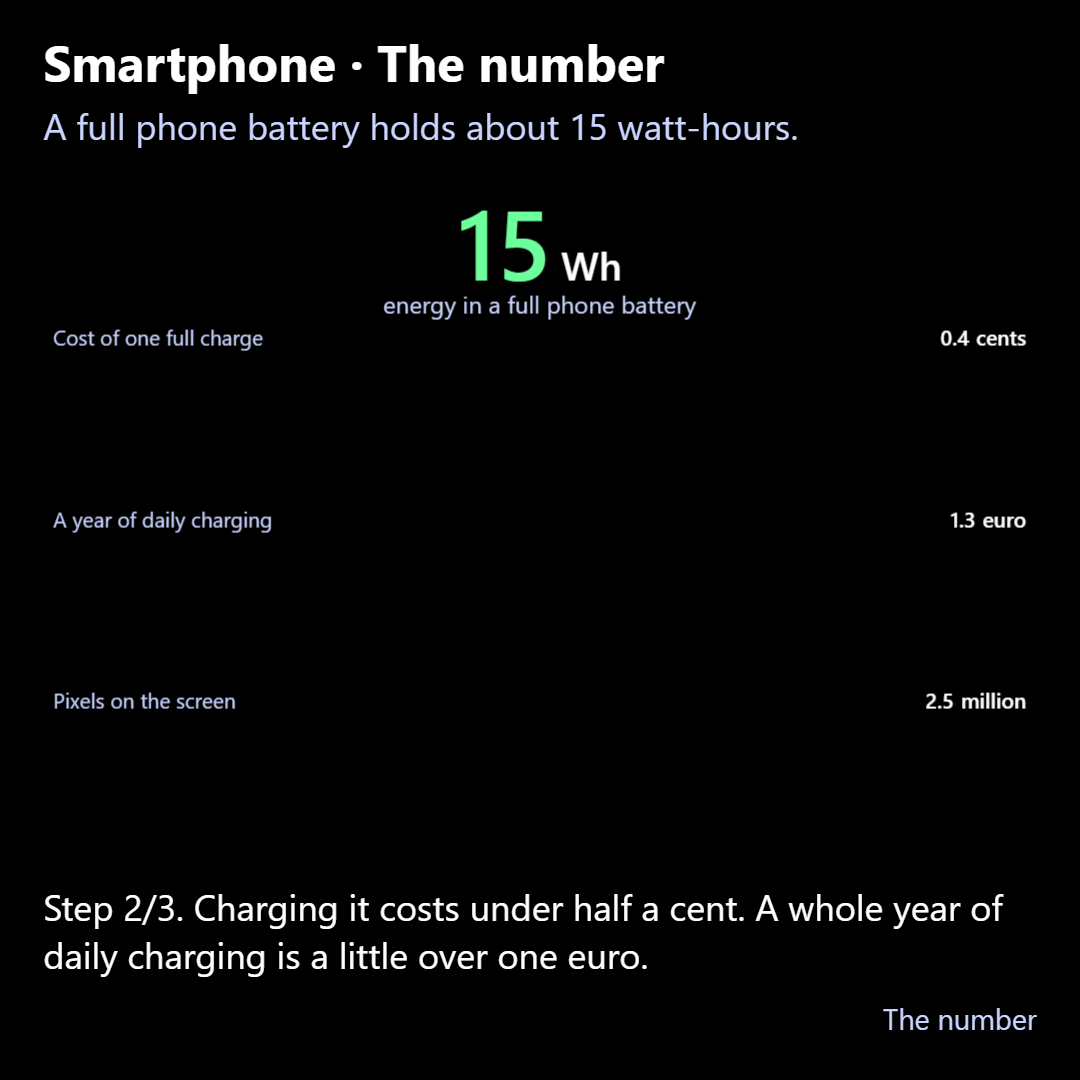 Smartphone · The number
A full phone battery holds about 15 watt-hours.
15 Wh
energy in a full phone battery
Cost of one full charge 0.4 cents
A year of daily charging 1.3 euro
Pixels on the screen 2.5 million
Step 2/3. Charging it costs under half a cent. A whole year of
daily charging is a little over one euro.
The number